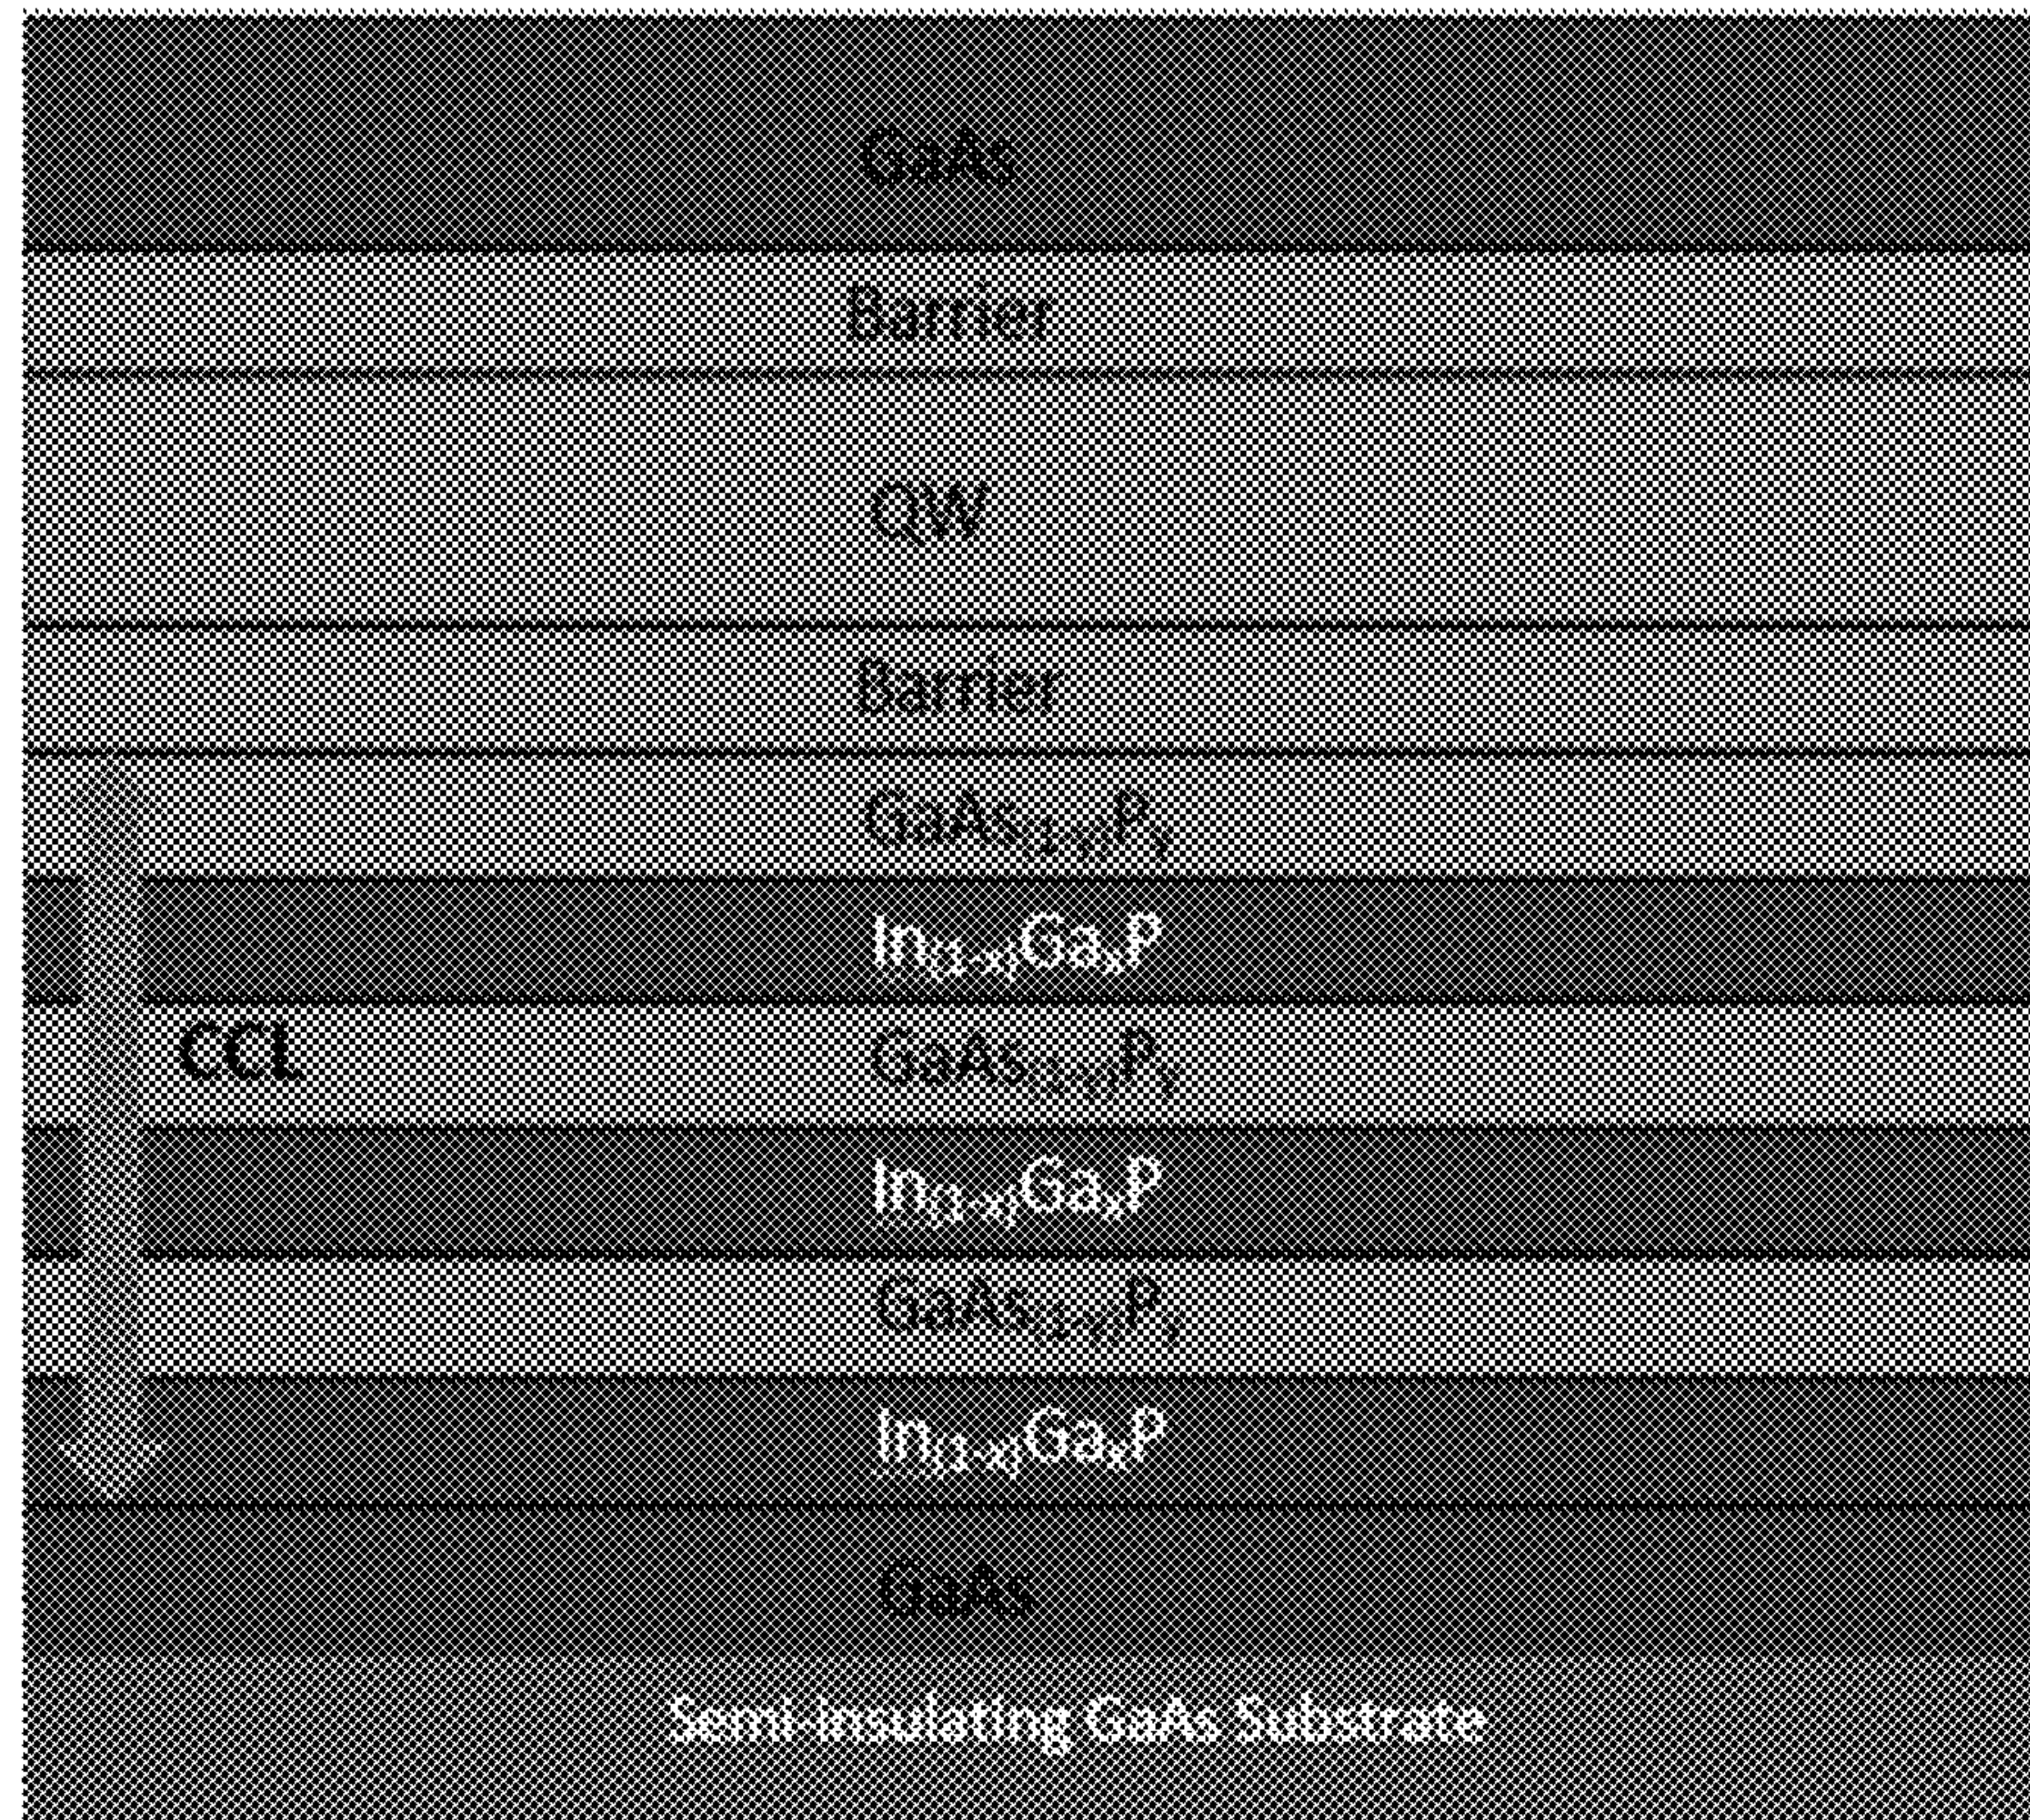 GaAs
Barrier
QW
Barrier
GaAs(1-y)Py
In(1-x)GaxP
CCL
GaAs(1-y)Py
In(1-x)GaxP
GaAs(1-y)Py
In(1-x)GaxP
GaAs
Semi-insulating GaAs Substrate